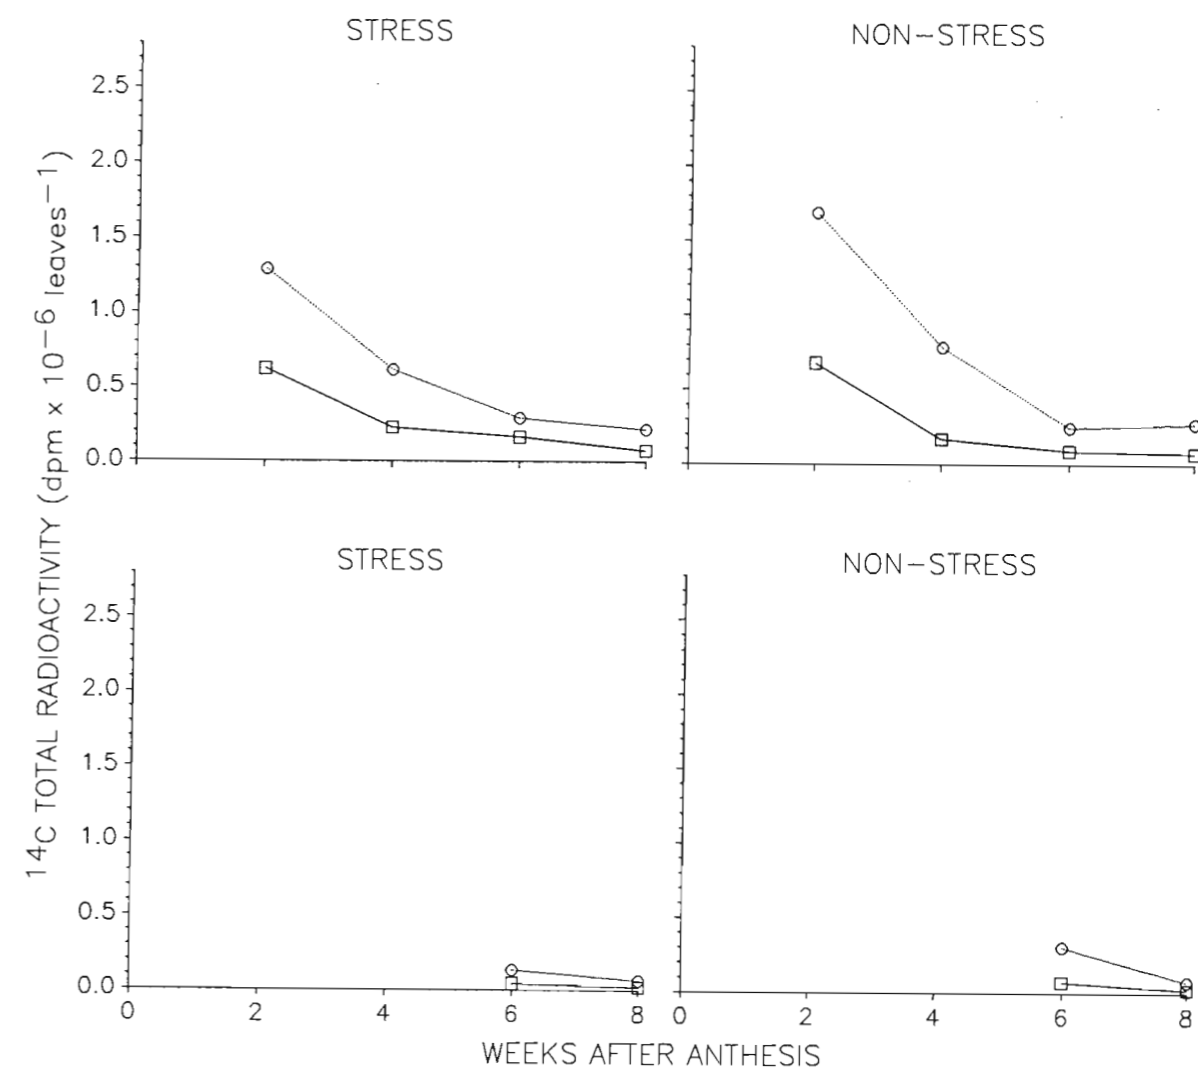 STRESS
NON-STRESS
2.5
2.0
1.5
1.0
0.5
0.0
14C TOTAL RADIOACTIVITY (dpm x 10−6 leaves−1)
STRESS
NON-STRESS
2.5
2.0
1.5
1.0
0.5
0.0
0 2 4 6 8 0 2 4 6 8
WEEKS AFTER ANTHESIS